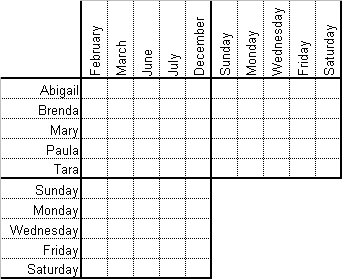 February
March
June
July
December
Sunday
Monday
Wednesday
Friday
Saturday
Abigail
Brenda
Mary
Paula
Tara
Sunday
Monday
Wednesday
Friday
Saturday